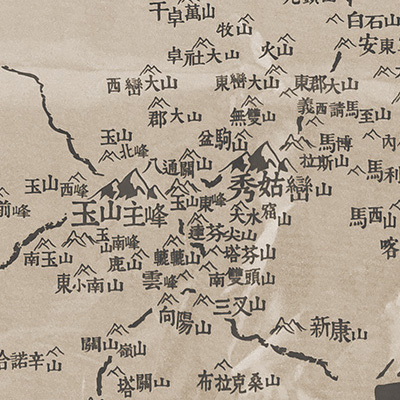 千卓萬山
牧山
白石山
安東
卓社大山
火山
西巒大山
東巒大山
東郡大山
郡大山
無雙山
義西請馬至山
玉山北峰
盆駒山
馬博拉斯山
八通關山
馬利
玉山西峰
秀姑巒山
前峰
玉山主峰
玉山東峰
天水窟山
馬西山
達芬尖山
玉山南峰
轆轆山
喀
南玉山
鹿山
塔芬山
東小南山
雲峰
南雙頭山
三叉山
向陽山
新康山
關山嶺山
合諾辛山
塔關山
布拉克桑山